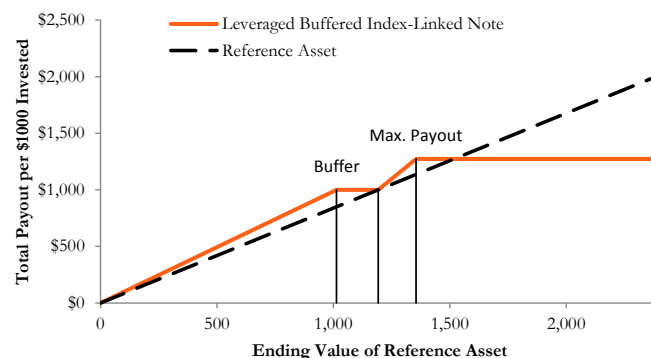 $2,500
Leveraged Buffered Index-Linked Note
Reference Asset
$2,000
$1,500
Max. Payout
Buffer
$1,000
$500
$0
Total Payout per $1000 Invested
0
500
1,000
1,500
2,000
Ending Value of Reference Asset